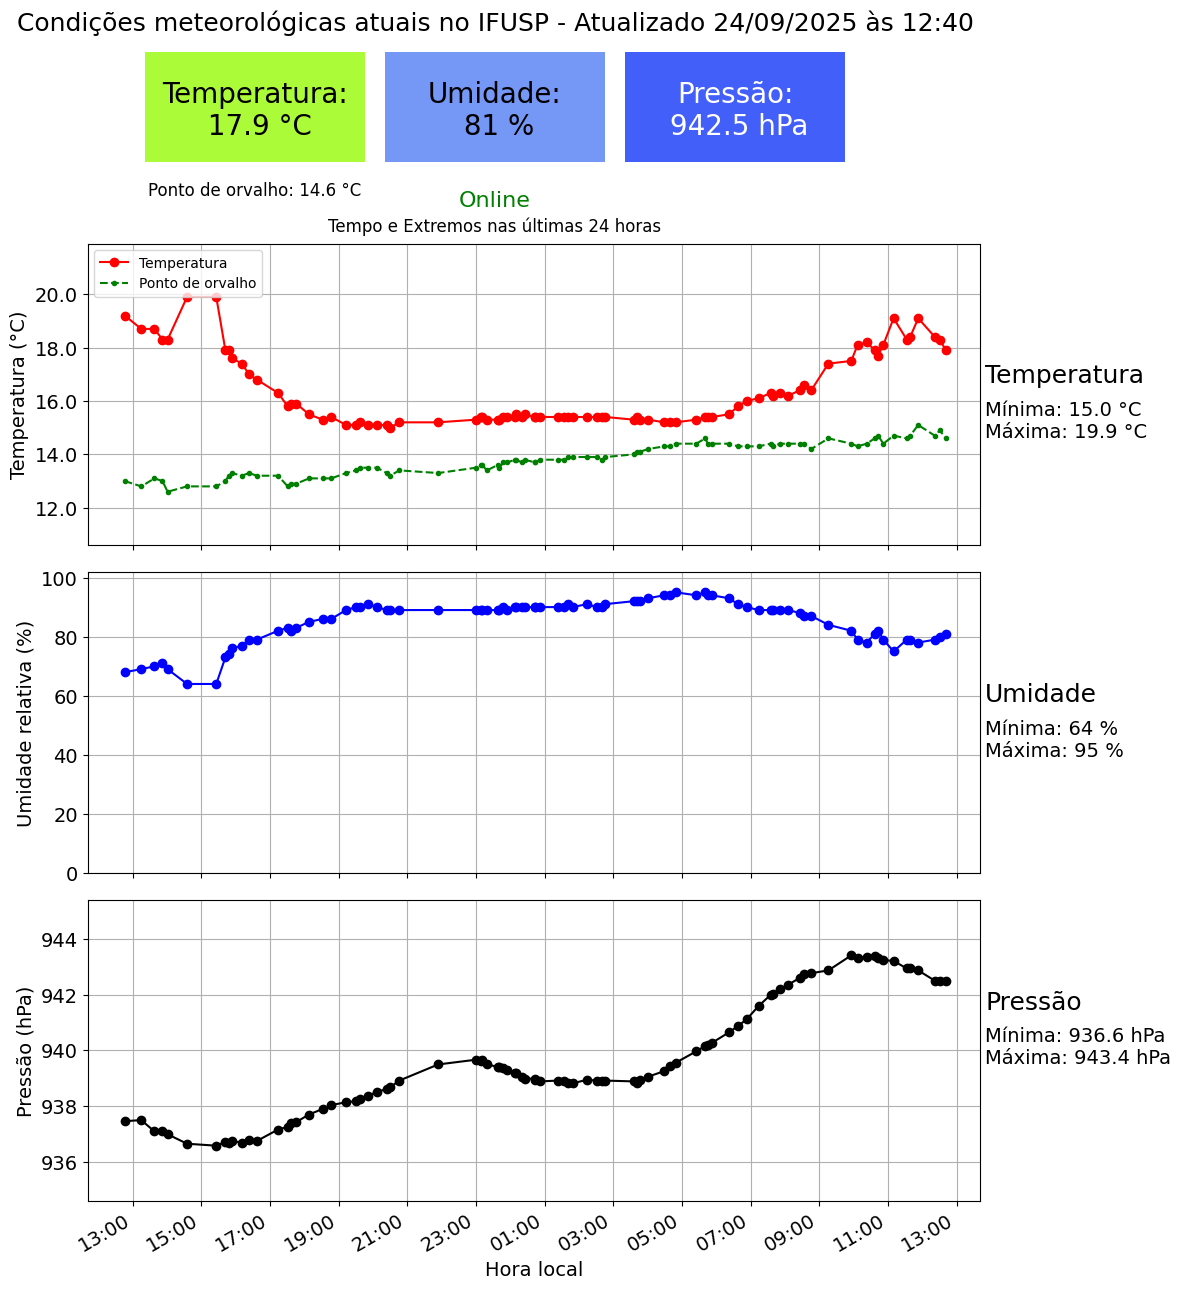 Condições meteorológicas atuais no IFUSP - Atualizado 24/09/2025 às 12:40
Temperatura:
17.9 °C
Umidade:
81 %
Pressão:
942.5 hPa
Ponto de orvalho: 14.6 °C
Online
Tempo e Extremos nas últimas 24 horas
Temperatura
Ponto de orvalho
Temperatura (°C)
20.0
18.0
16.0
14.0
12.0
Temperatura
Mínima: 15.0 °C
Máxima: 19.9 °C
Umidade relativa (%)
100
80
60
40
20
0
Umidade
Mínima: 64 %
Máxima: 95 %
Pressão (hPa)
944
942
940
938
936
Pressão
Mínima: 936.6 hPa
Máxima: 943.4 hPa
13:00
15:00
17:00
19:00
21:00
23:00
01:00
03:00
05:00
07:00
09:00
11:00
13:00
Hora local